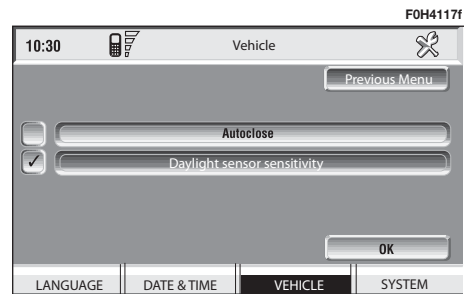 F0H4117f
10:30 Vehicle
Previous Menu
Autoclose
Daylight sensor sensitivity
OK
LANGUAGE DATE & TIME VEHICLE SYSTEM